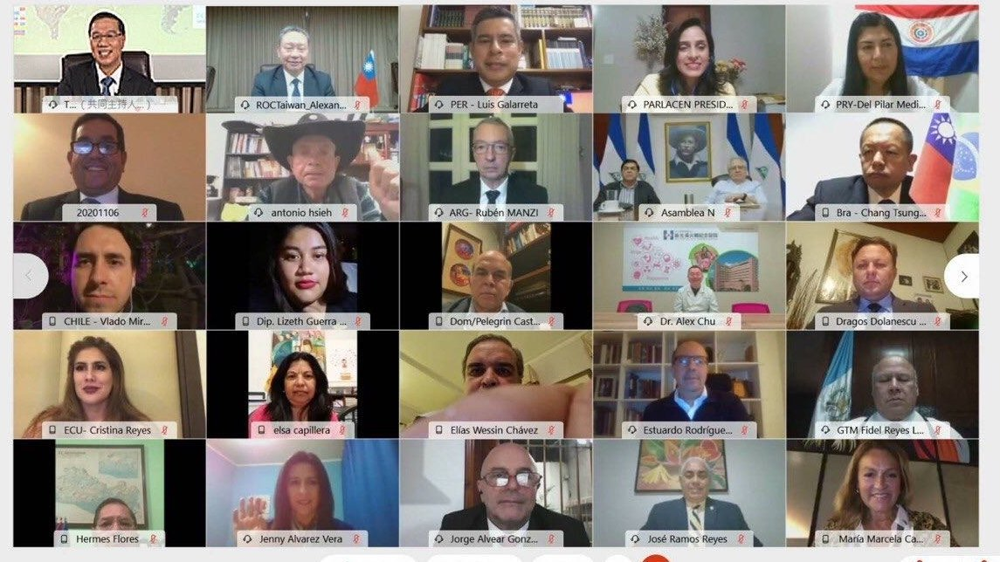 T... (共同主持人...)
ROCTaiwan_Alexan...
PER - Luis Galarreta
PARLACEN PRESID...
PRY-Del Pilar Medi...
20201106
antonio hsieh
ARG- Rubén MANZI
Asamblea N
Bra - Chang Tsung...
CHILE - Vlado Mir...
Dip. Lizeth Guerra ...
Dom/Pelegrin Cast...
Dr. Alex Chu
Dragos Dolanescu ...
ECU- Cristina Reyes
elsa capillera
Elías Wessin Chávez
Estuardo Rodrígue...
GTM Fidel Reyes L...
Hermes Flores
Jenny Alvarez Vera
Jorge Alvear Gonz...
José Ramos Reyes
María Marcela Ca...